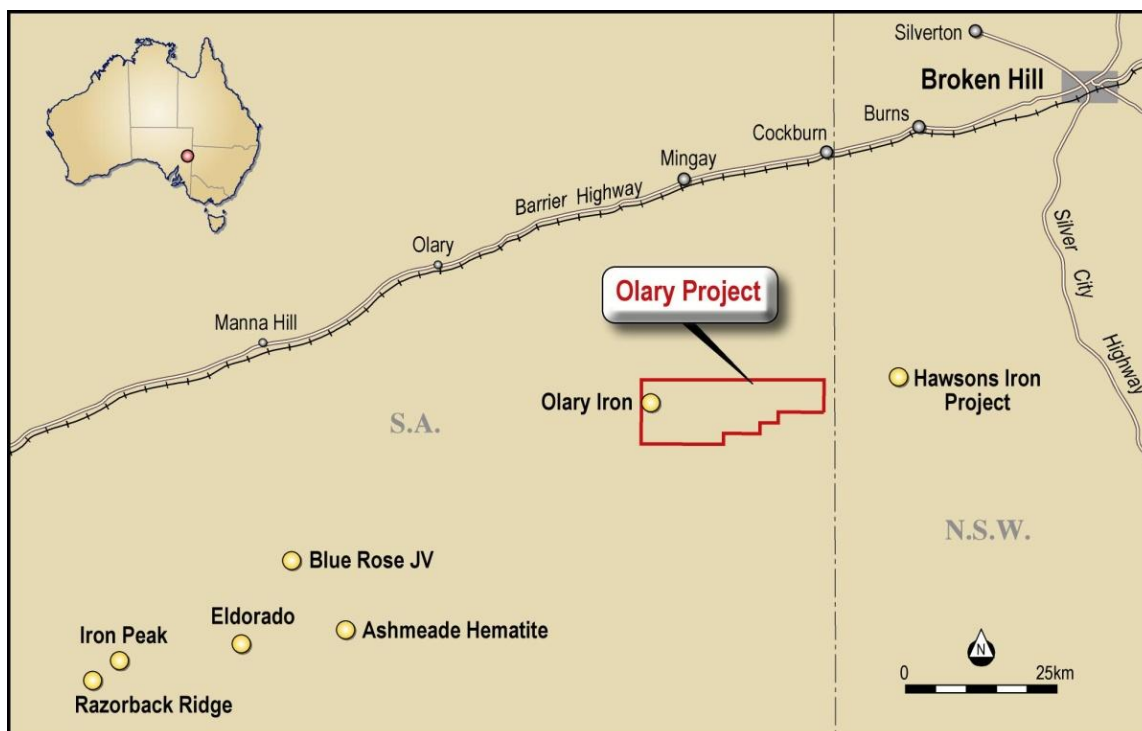 Silverton
Broken Hill
Burns
Cockburn
Mingay
Barrier Highway
Olary
Manna Hill
Silver City Highway
Olary Project
Olary Iron
Hawsons Iron
Project
S.A.
N.S.W.
Blue Rose JV
Eldorado
Ashmeade Hematite
Iron Peak
Razorback Ridge
N
0 25km